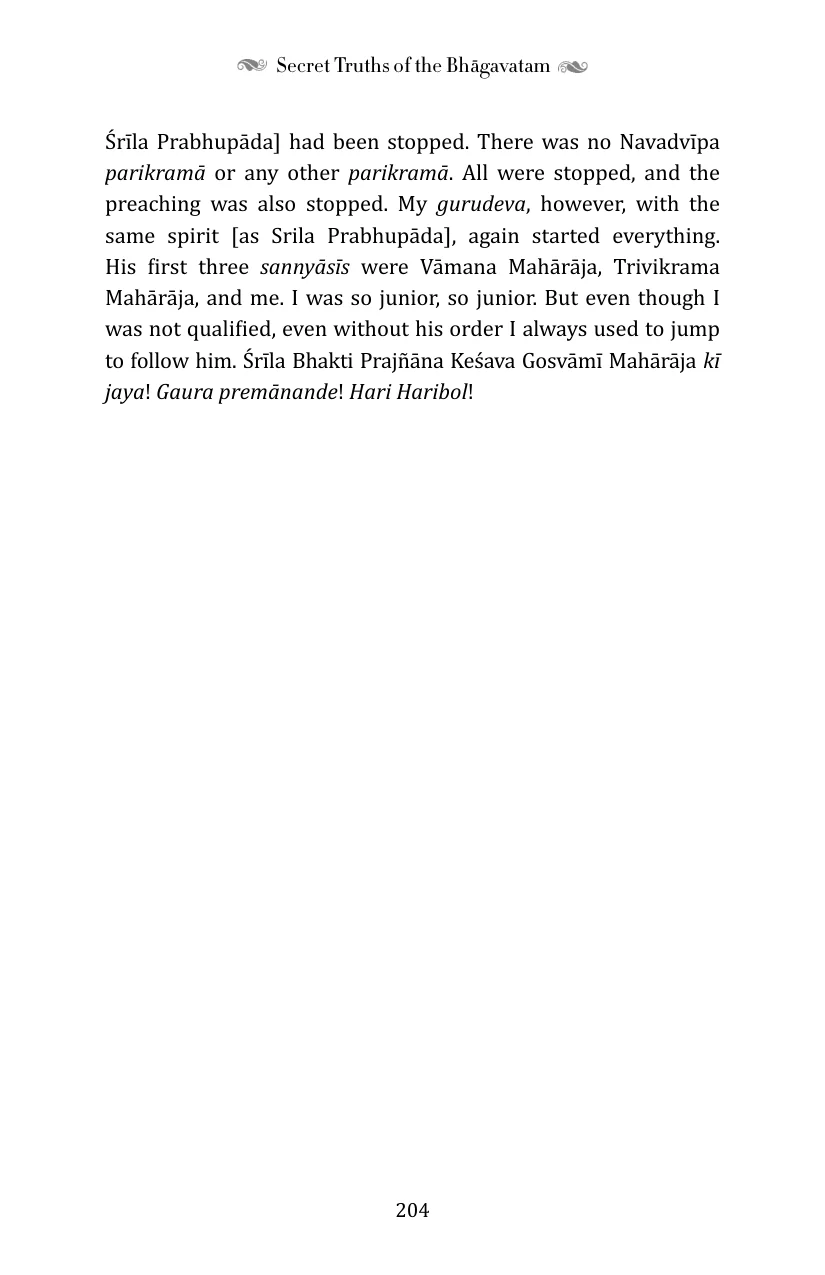 Secret Truths of the Bhāgavatam
Śrīla Prabhupāda] had been stopped. There was no Navadvīpa
parikramā or any other parikramā. All were stopped, and the
preaching was also stopped. My gurudeva, however, with the
same spirit [as Srila Prabhupāda], again started everything.
His first three sannyāsīs were Vāmana Mahārāja, Trivikrama
Mahārāja, and me. I was so junior, so junior. But even though I
was not qualified, even without his order I always used to jump
to follow him. Śrīla Bhakti Prajñāna Keśava Gosvāmī Mahārāja kī
jaya! Gaura premānande! Hari Haribol!
204